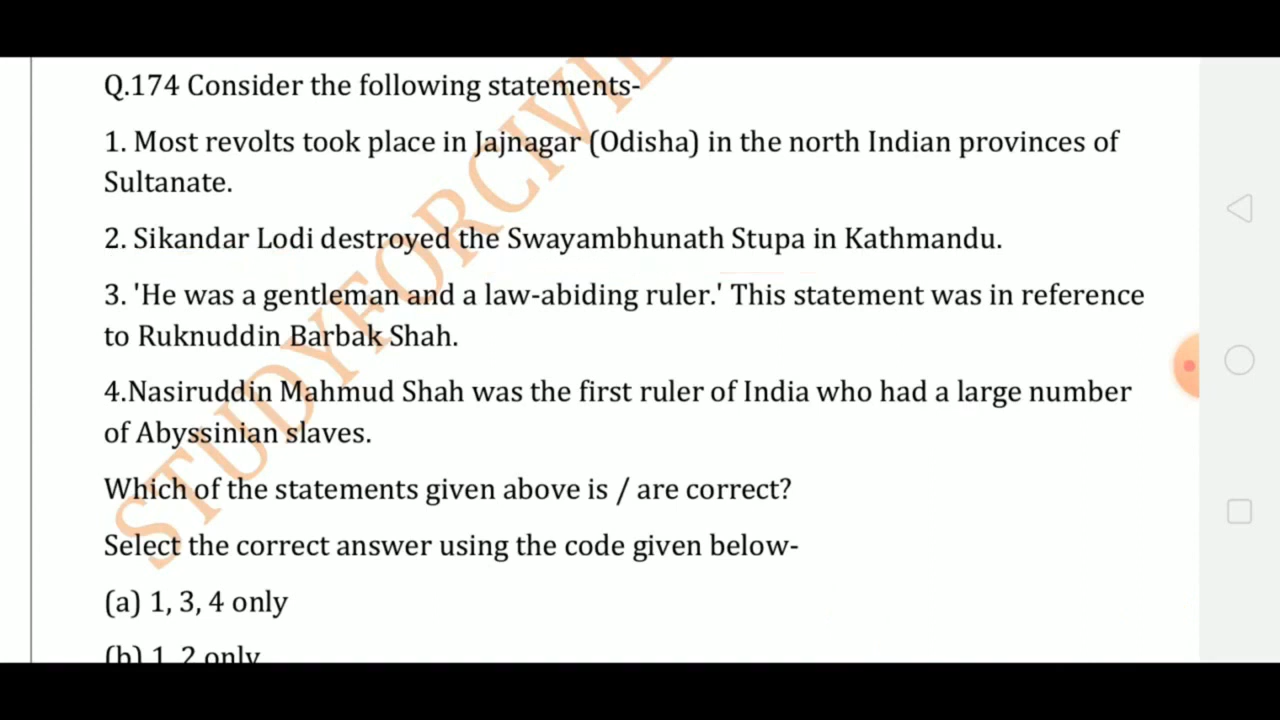 Q.174 Consider the following statements-
1. Most revolts took place in Jajnagar (Odisha) in the north Indian provinces of
Sultanate.
2. Sikandar Lodi destroyed the Swayambhunath Stupa in Kathmandu.
3. 'He was a gentleman and a law-abiding ruler.' This statement was in reference
to Ruknuddin Barbak Shah.
4.Nasiruddin Mahmud Shah was the first ruler of India who had a large number
of Abyssinian slaves.
Which of the statements given above is / are correct?
Select the correct answer using the code given below-
(a) 1, 3, 4 only
(b) 1, 2 only
STUDYFORCIVIL